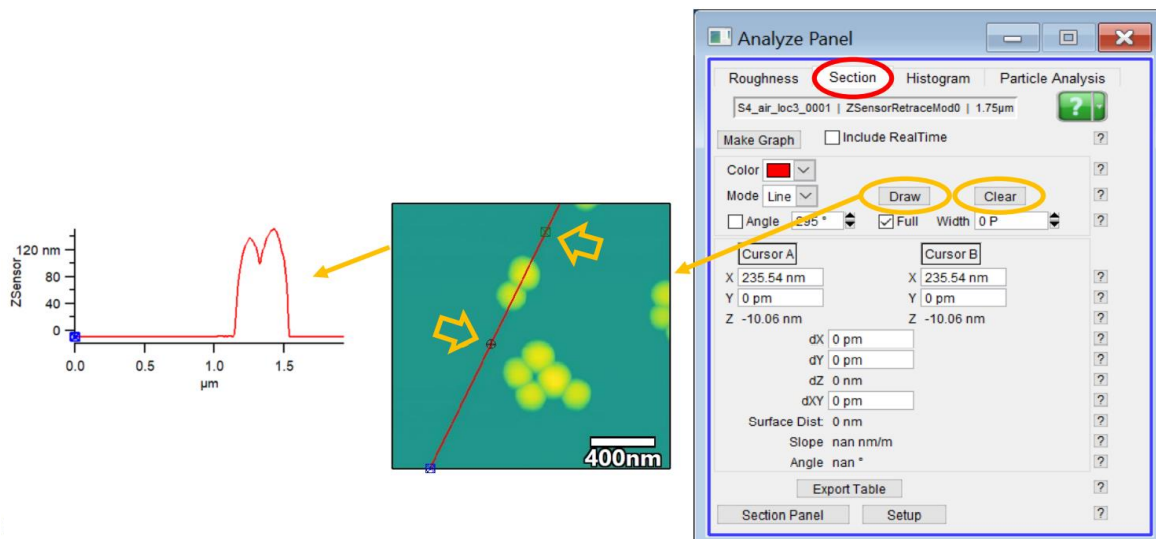 Analyze Panel
Roughness Section Histogram Particle Analysis
S4_air_loc3_0001 | ZSensorRetraceMod0 | 1.75µm ?
Make Graph Include RealTime ?
Color ?
Mode Line Draw Clear ?
Angle 295 ° Full Width 0 P ?
Cursor A Cursor B
X 235.54 nm X 235.54 nm ?
Y 0 pm Y 0 pm ?
Z -10.06 nm Z -10.06 nm ?
dX 0 pm ?
dY 0 pm ?
dZ 0 nm ?
dXY 0 pm ?
Surface Dist: 0 nm ?
Slope nan nm/m ?
Angle nan ° ?
Export Table ?
Section Panel Setup ?
ZSensor
120 nm
80
40
0
0.0 0.5 1.0 1.5
µm
400nm